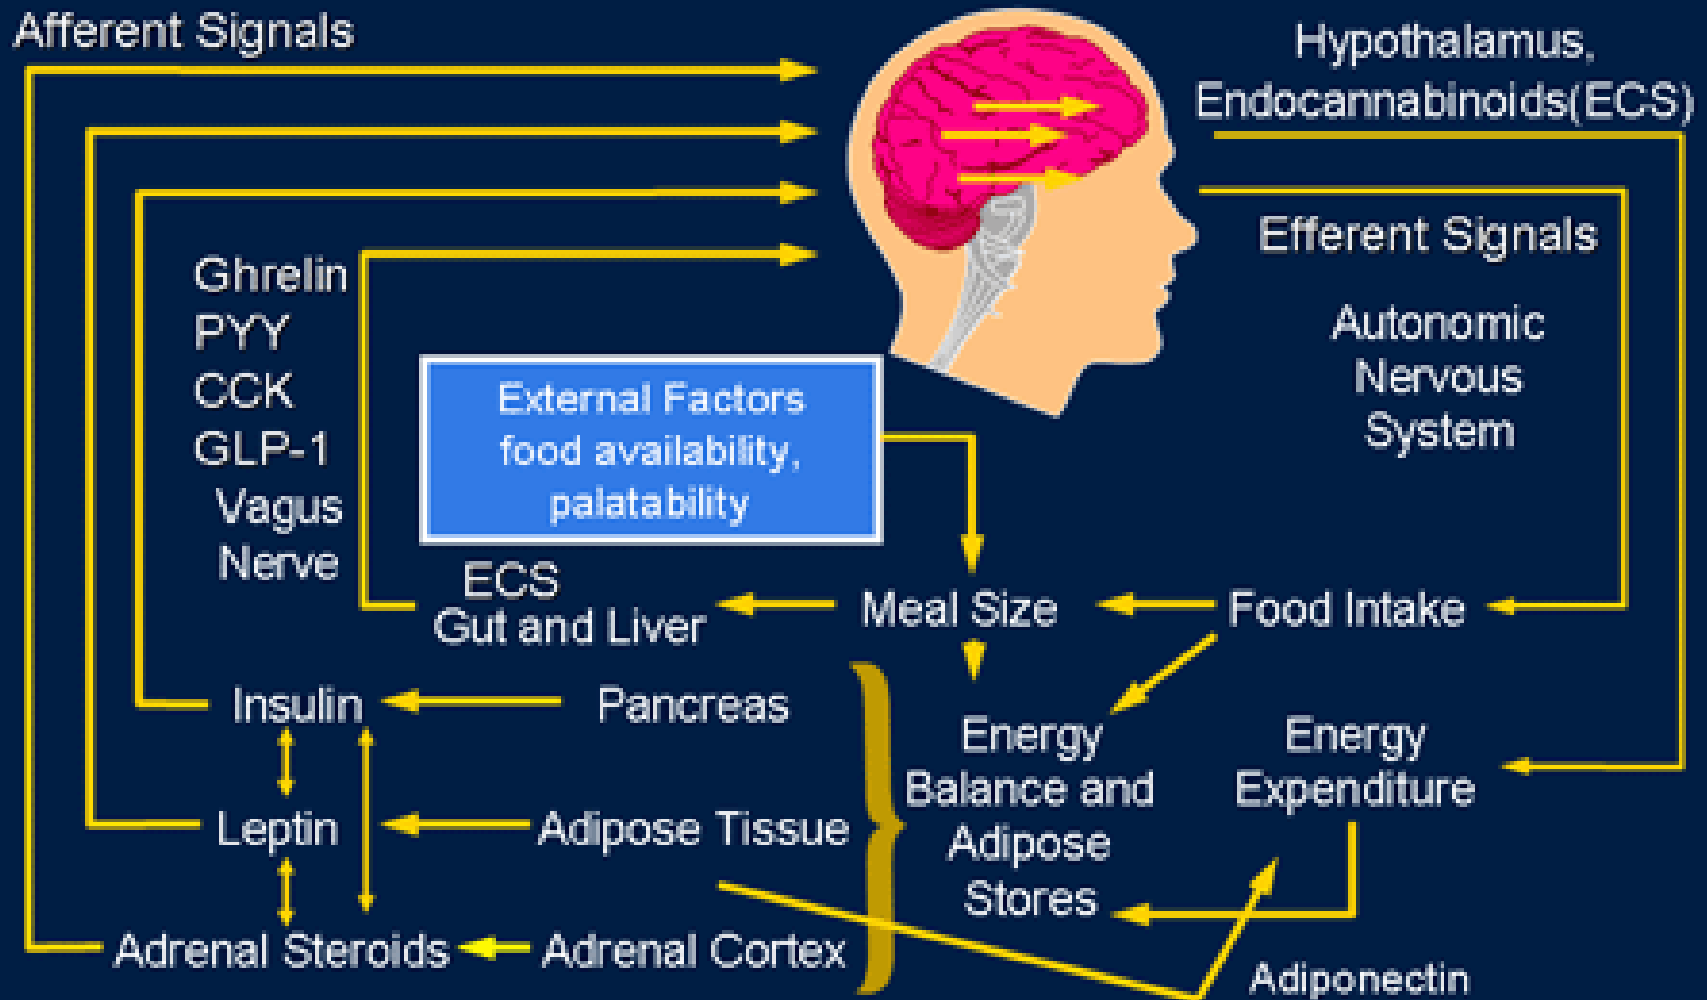 Afferent Signals
Hypothalamus,
Endocannabinoids(ECS)
Efferent Signals
Autonomic
Nervous
System
Ghrelin
PYY
CCK
GLP-1
Vagus
Nerve
External Factors
food availability,
palatability
ECS
Gut and Liver
Meal Size
Food Intake
Insulin
Pancreas
Energy
Balance and
Adipose
Stores
Energy
Expenditure
Leptin
Adipose Tissue
Adrenal Steroids
Adrenal Cortex
Adiponectin